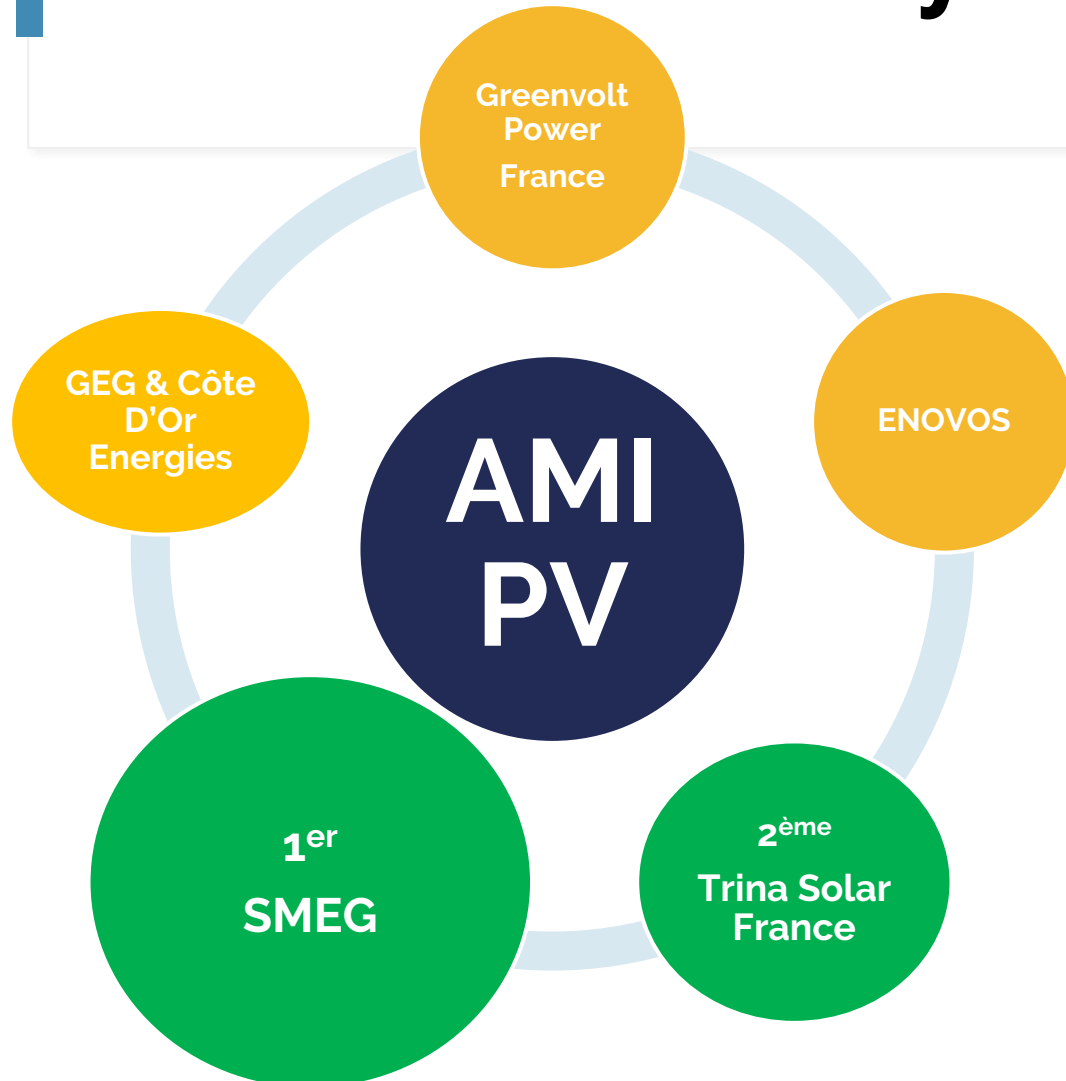 Greenvolt
Power
France
GEG & Côte
D'Or
Energies
ENOVOS
AMI
PV
1er
SMEG
2ème
Trina Solar
France